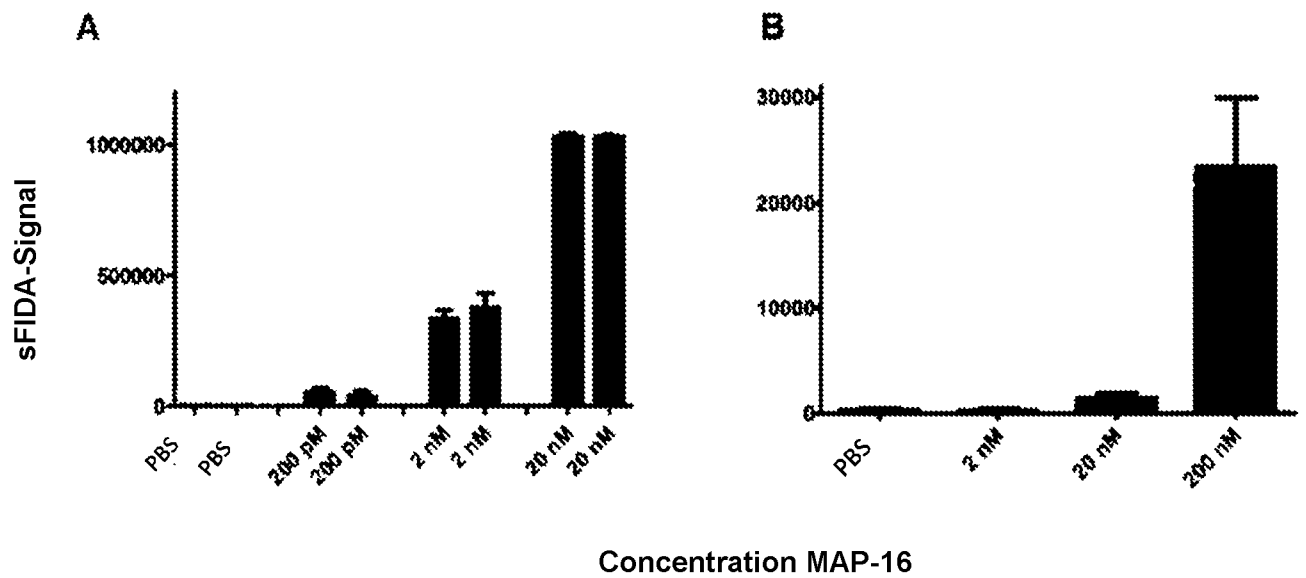 A
B
sFIDA-Signal
1000000
500000
0
PBS
PBS
200 pM
200 pM
2 nM
2 nM
20 nM
20 nM
30000
20000
10000
0
PBS
2 nM
20 nM
200 nM
Concentration MAP-16